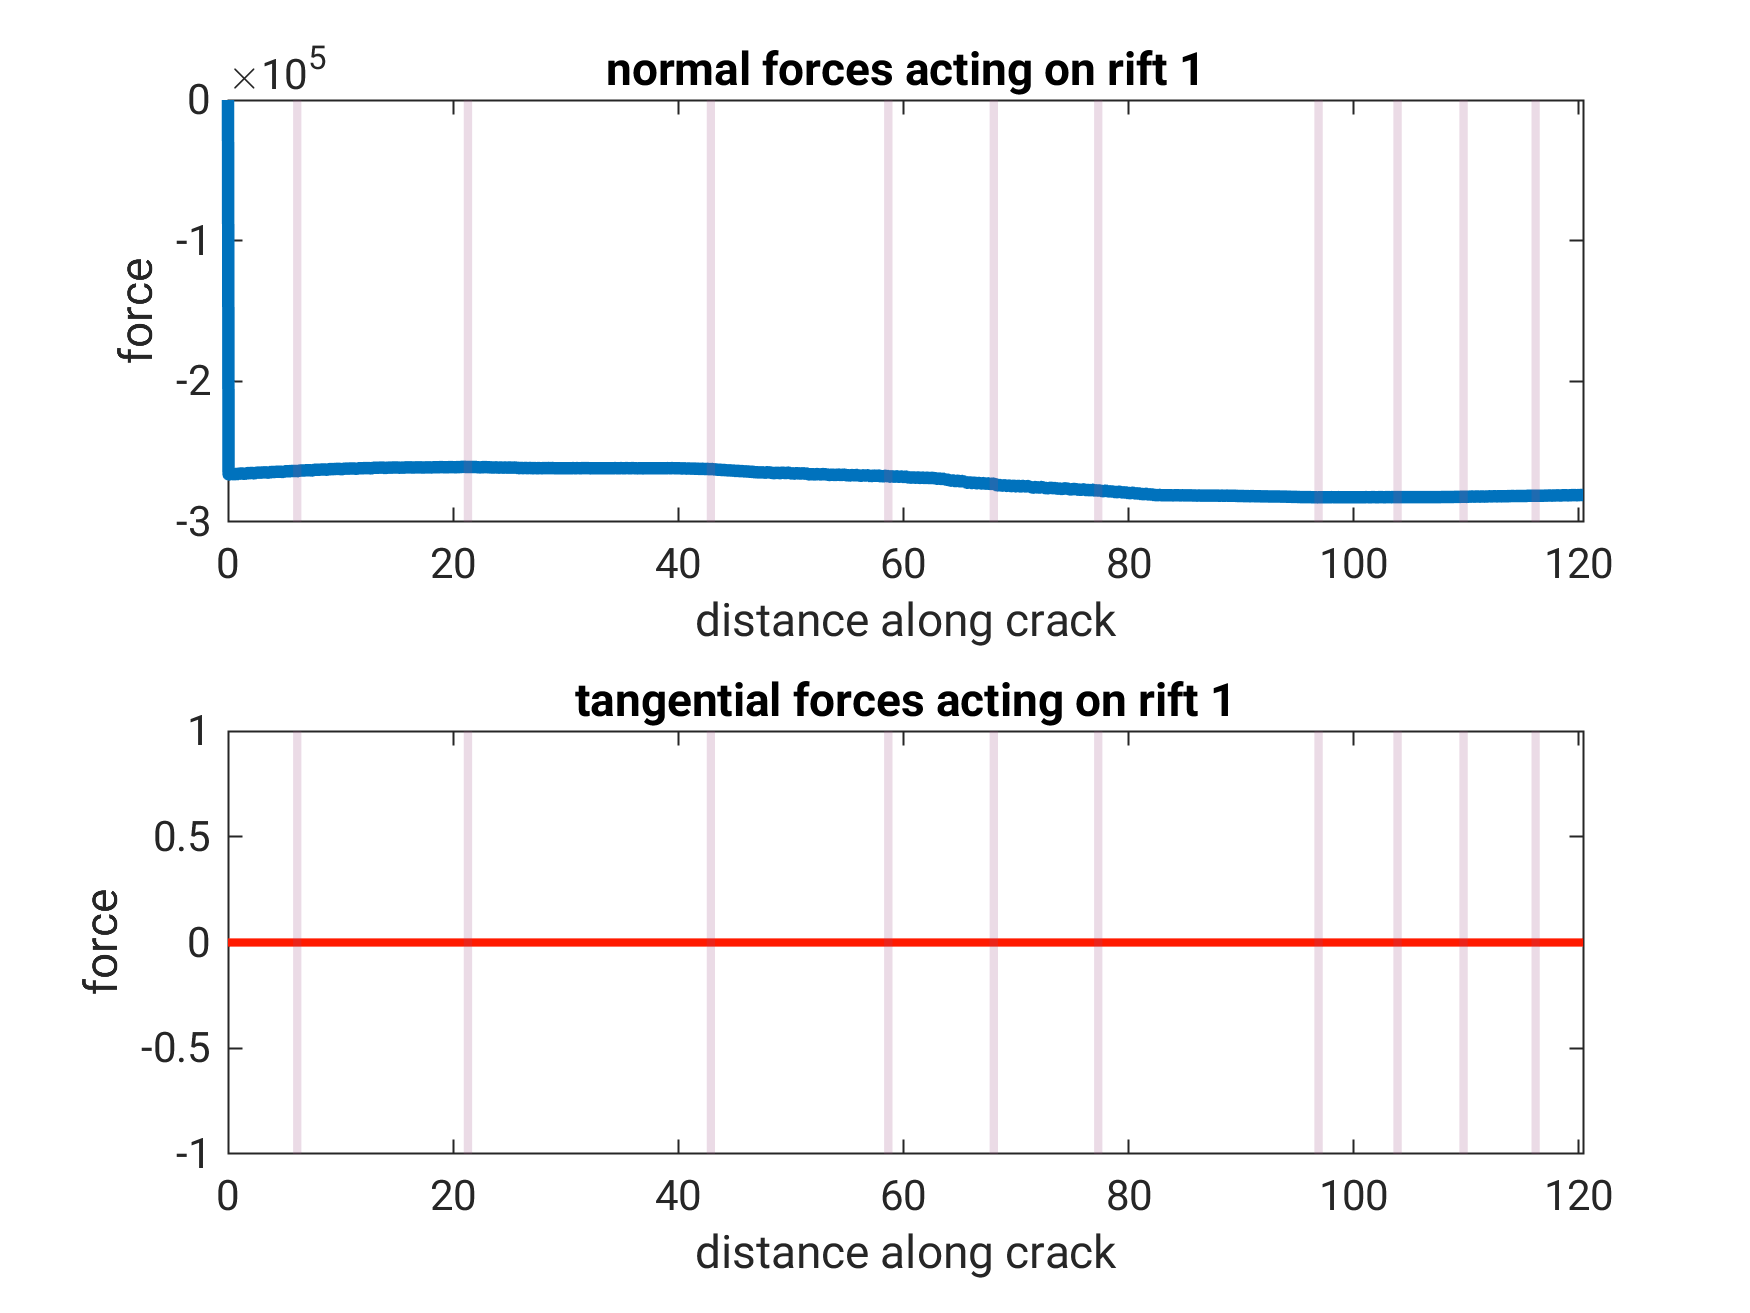 ×10⁵
normal forces acting on rift 1
0
-1
-2
-3
force
0 20 40 60 80 100 120
distance along crack
tangential forces acting on rift 1
1
0.5
0
-0.5
-1
force
0 20 40 60 80 100 120
distance along crack